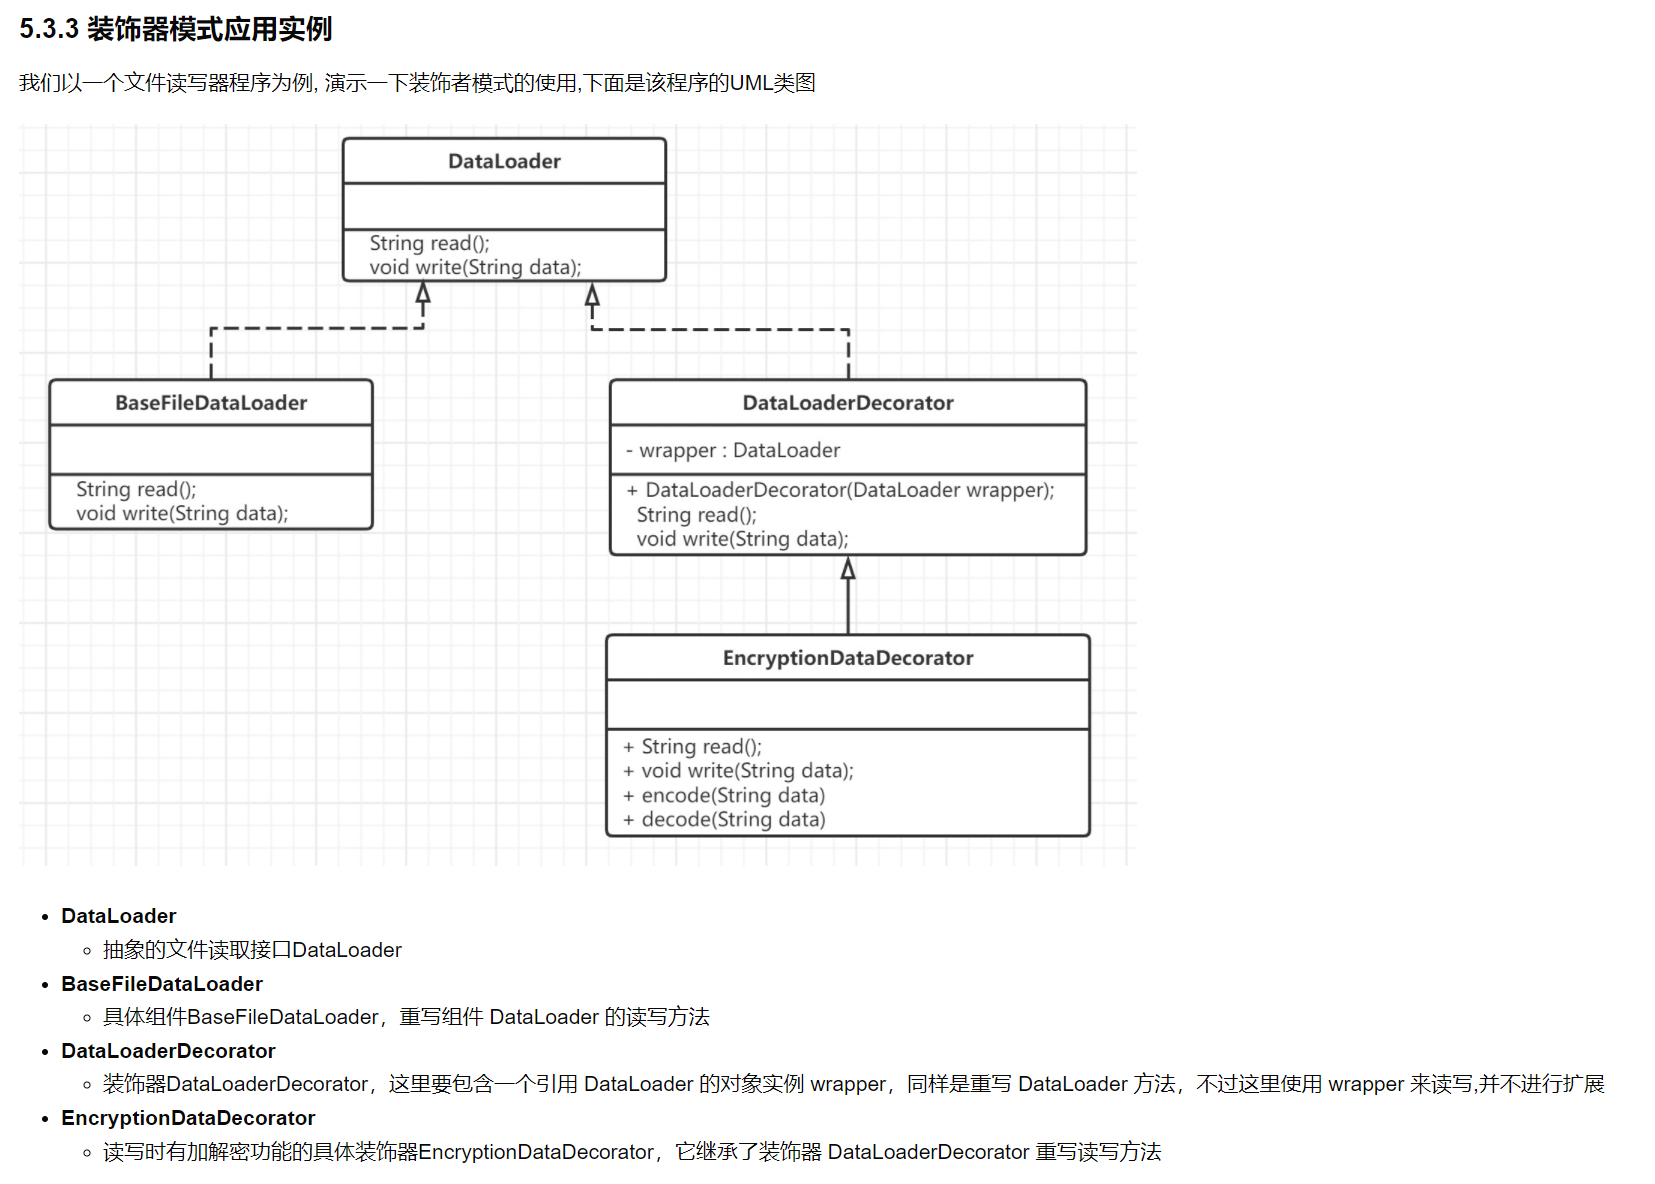 5.3.3 装饰器模式应用实例
我们以一个文件读写器程序为例, 演示一下装饰者模式的使用,下面是该程序的UML类图
DataLoader
String read();
void write(String data);
BaseFileDataLoader
String read();
void write(String data);
DataLoaderDecorator
- wrapper : DataLoader
+ DataLoaderDecorator(DataLoader wrapper);
String read();
void write(String data);
EncryptionDataDecorator
+ String read();
+ void write(String data);
+ encode(String data)
+ decode(String data)
• DataLoader
◦ 抽象的文件读取接口DataLoader
• BaseFileDataLoader
◦ 具体组件BaseFileDataLoader，重写组件 DataLoader 的读写方法
• DataLoaderDecorator
◦ 装饰器DataLoaderDecorator，这里要包含一个引用 DataLoader 的对象实例 wrapper，同样是重写 DataLoader 方法，不过这里使用 wrapper 来读写,并不进行扩展
• EncryptionDataDecorator
◦ 读写时有加解密功能的具体装饰器EncryptionDataDecorator，它继承了装饰器 DataLoaderDecorator 重写读写方法